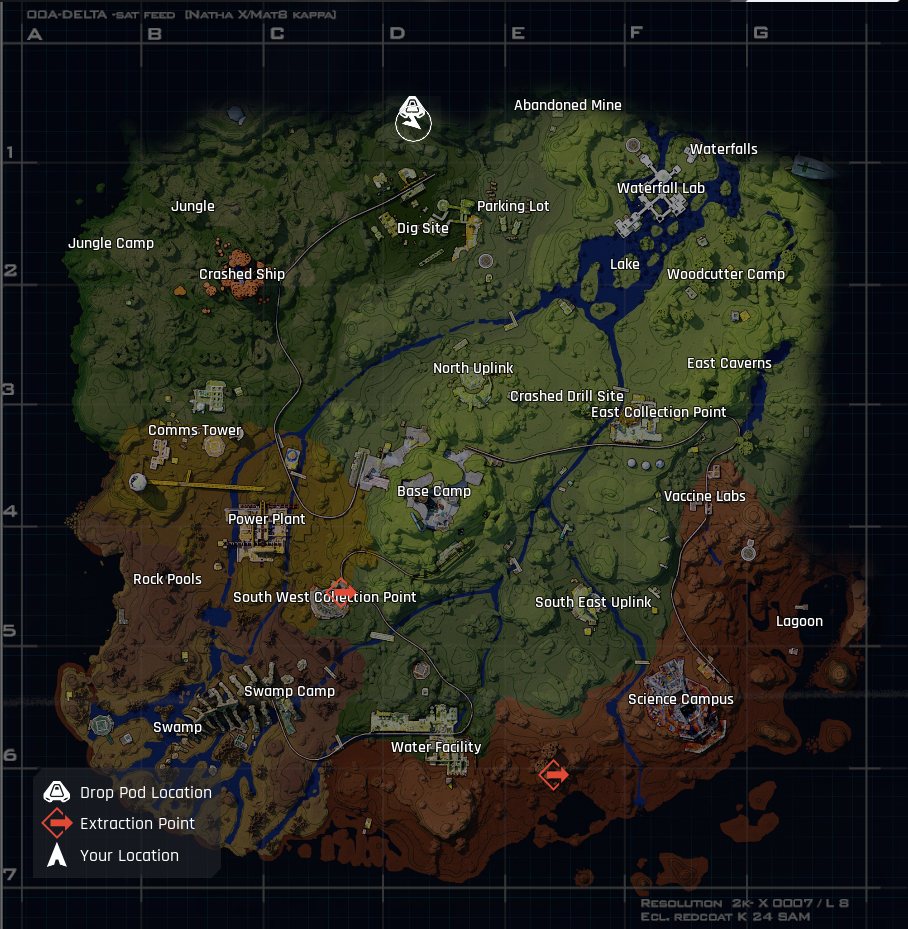 OOA-DELTA -SAT FEED (NATHA X/MAT8 KAPPA)
A B C D E F G
Abandoned Mine
1
Waterfalls
Waterfall Lab
Jungle
Parking Lot
Dig Site
Jungle Camp
Lake
2
Crashed Ship
Woodcutter Camp
East Caverns
North Uplink
3
Crashed Drill Site
East Collection Point
Comms Tower
Base Camp
Vaccine Labs
4
Power Plant
Rock Pools
South West Collection Point
South East Uplink
Lagoon
5
Swamp Camp
Science Campus
Swamp
Water Facility
6
Drop Pod Location
Extraction Point
Your Location
7
RESOLUTION 2K- X 0007 / L 8
ECL. REDCOAT K 24 SAM